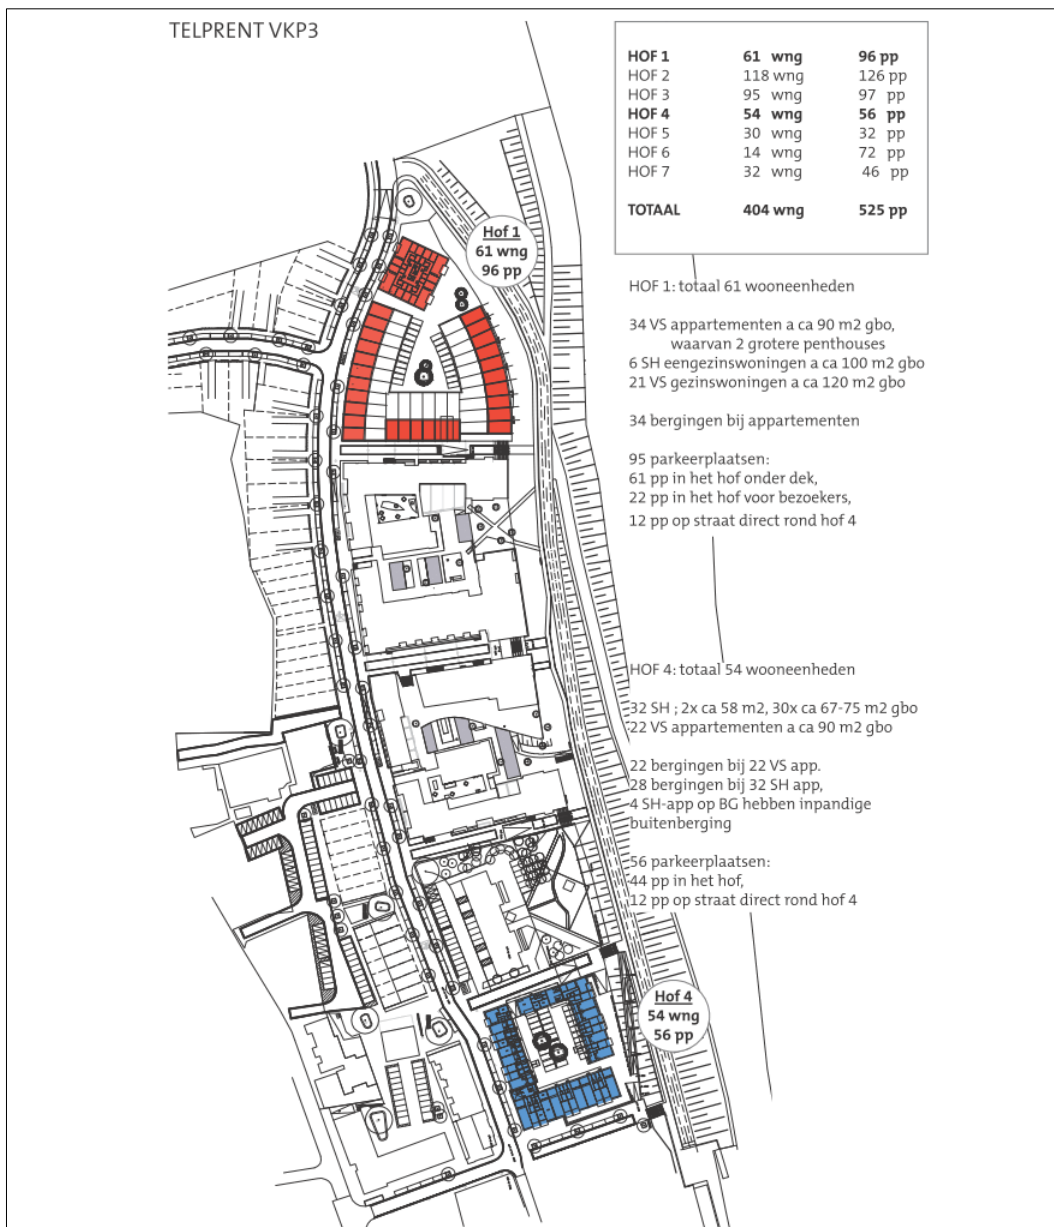 TELPRENT VKP3
HOF 1 61 wng 96 pp
HOF 2 118 wng 126 pp
HOF 3 95 wng 97 pp
HOF 4 54 wng 56 pp
HOF 5 30 wng 32 pp
HOF 6 14 wng 72 pp
HOF 7 32 wng 46 pp
TOTAAL 404 wng 525 pp
Hof 1
61 wng
96 pp
HOF 1: totaal 61 wooneenheden
34 VS appartementen a ca 90 m2 gbo,
waarvan 2 grotere penthouses
6 SH eengezinswoningen a ca 100 m2 gbo
21 VS gezinswoningen a ca 120 m2 gbo
34 bergingen bij appartementen
95 parkeerplaatsen:
61 pp in het hof onder dek,
22 pp in het hof voor bezoekers,
12 pp op straat direct rond hof 4
HOF 4: totaal 54 wooneenheden
32 SH ; 2x ca 58 m2, 30x ca 67-75 m2 gbo
22 VS appartementen a ca 90 m2 gbo
22 bergingen bij 22 VS app.
28 bergingen bij 32 SH app,
4 SH-app op BG hebben inpandige
buitenberging
56 parkeerplaatsen:
44 pp in het hof,
12 pp op straat direct rond hof 4
Hof 4
54 wng
56 pp